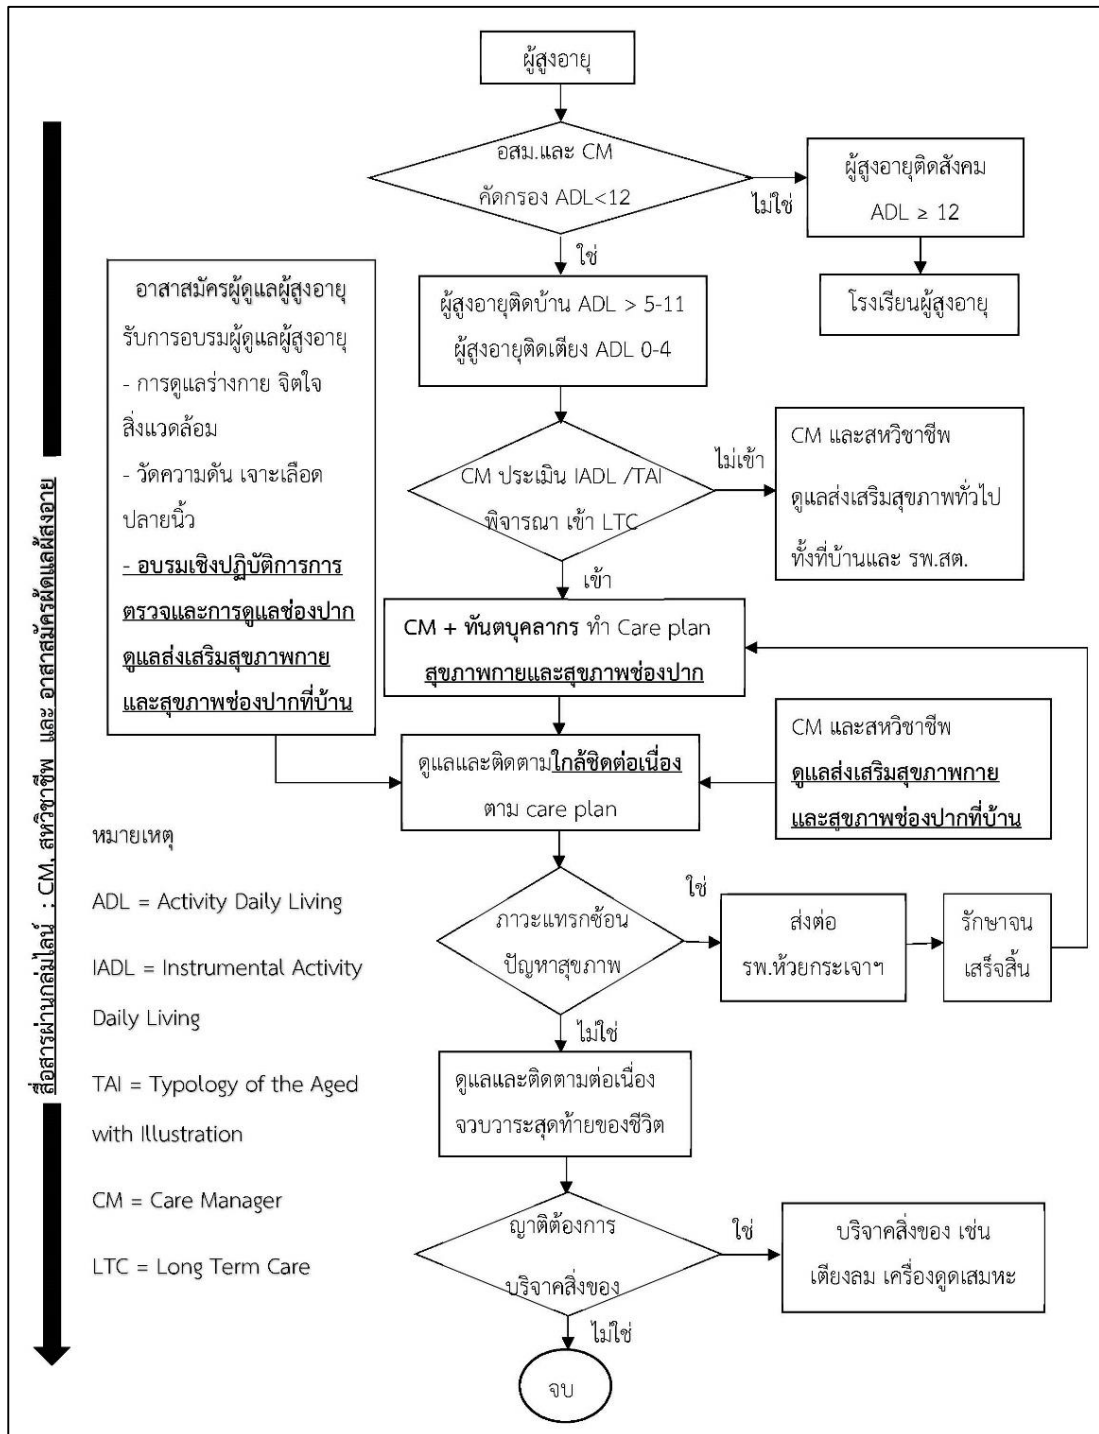 ผู้สูงอายุ
อสม.และ CM
คัดกรอง ADL<12
ไม่ใช่
ผู้สูงอายุติดสังคม
ADL ≥ 12
โรงเรียนผู้สูงอายุ
ใช่
ผู้สูงอายุติดบ้าน ADL > 5-11
ผู้สูงอายุติดเตียง ADL 0-4
อาสาสมัครผู้ดูแลผู้สูงอายุ
รับการอบรมผู้ดูแลผู้สูงอายุ
- การดูแลร่างกาย จิตใจ
สิ่งแวดล้อม
- วัดความดัน เจาะเลือด
ปลายนิ้ว
- อบรมเชิงปฏิบัติการการ
ตรวจและการดูแลช่องปาก
ดูแลส่งเสริมสุขภาพกาย
และสุขภาพช่องปากที่บ้าน
CM ประเมิน IADL /TAI
พิจารณา เข้า LTC
ไม่เข้า
CM และสหวิชาชีพ
ดูแลส่งเสริมสุขภาพทั่วไป
ทั้งที่บ้านและ รพ.สต.
เข้า
CM + ทันตบุคลากร ทำ Care plan
สุขภาพกายและสุขภาพช่องปาก
ดูแลและติดตามใกล้ชิดต่อเนื่อง
ตาม care plan
CM และสหวิชาชีพ
ดูแลส่งเสริมสุขภาพกาย
และสุขภาพช่องปากที่บ้าน
ภาวะแทรกซ้อน
ปัญหาสุขภาพ
ใช่
ส่งต่อ
รพ.ห้วยกระเจาฯ
รักษาจน
เสร็จสิ้น
ไม่ใช่
ดูแลและติดตามต่อเนื่อง
จวบวาระสุดท้ายของชีวิต
ญาติต้องการ
บริจาคสิ่งของ
ใช่
บริจาคสิ่งของ เช่น
เตียงลม เครื่องดูดเสมหะ
ไม่ใช่
จบ
หมายเหตุ
ADL = Activity Daily Living
IADL = Instrumental Activity
Daily Living
TAI = Typology of the Aged
with Illustration
CM = Care Manager
LTC = Long Term Care
สื่อสารผ่านกลุ่มไลน์ : CM, สหวิชาชีพ และ อาสาสมัครผู้ดูแลผู้สูงอายุ